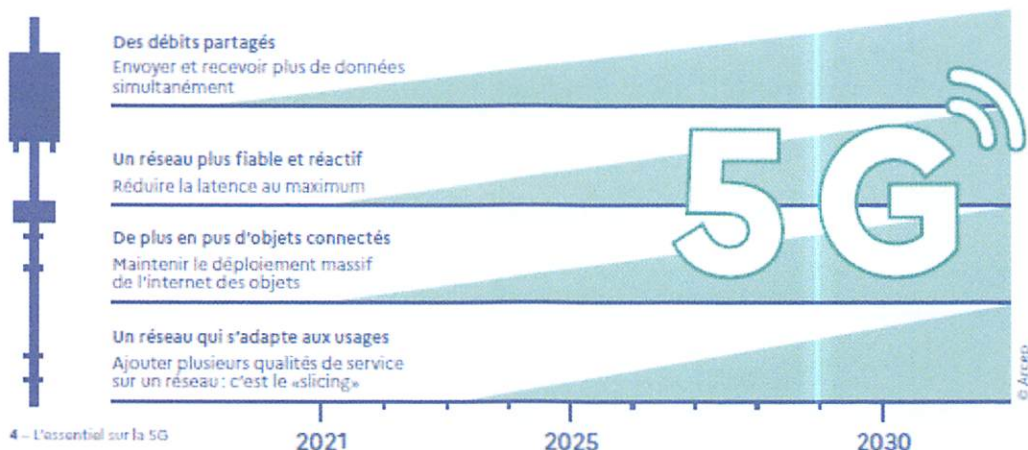 Des débits partagés
Envoyer et recevoir plus de données
simultanément
Un réseau plus fiable et réactif
Réduire la latence au maximum
De plus en pus d'objets connectés
Maintenir le déploiement massif
de l'internet des objets
Un réseau qui s'adapte aux usages
Ajouter plusieurs qualités de service
sur un réseau : c'est le «slicing»
5G
© Arcep
4 – L'essentiel sur la 5G
2021 2025 2030